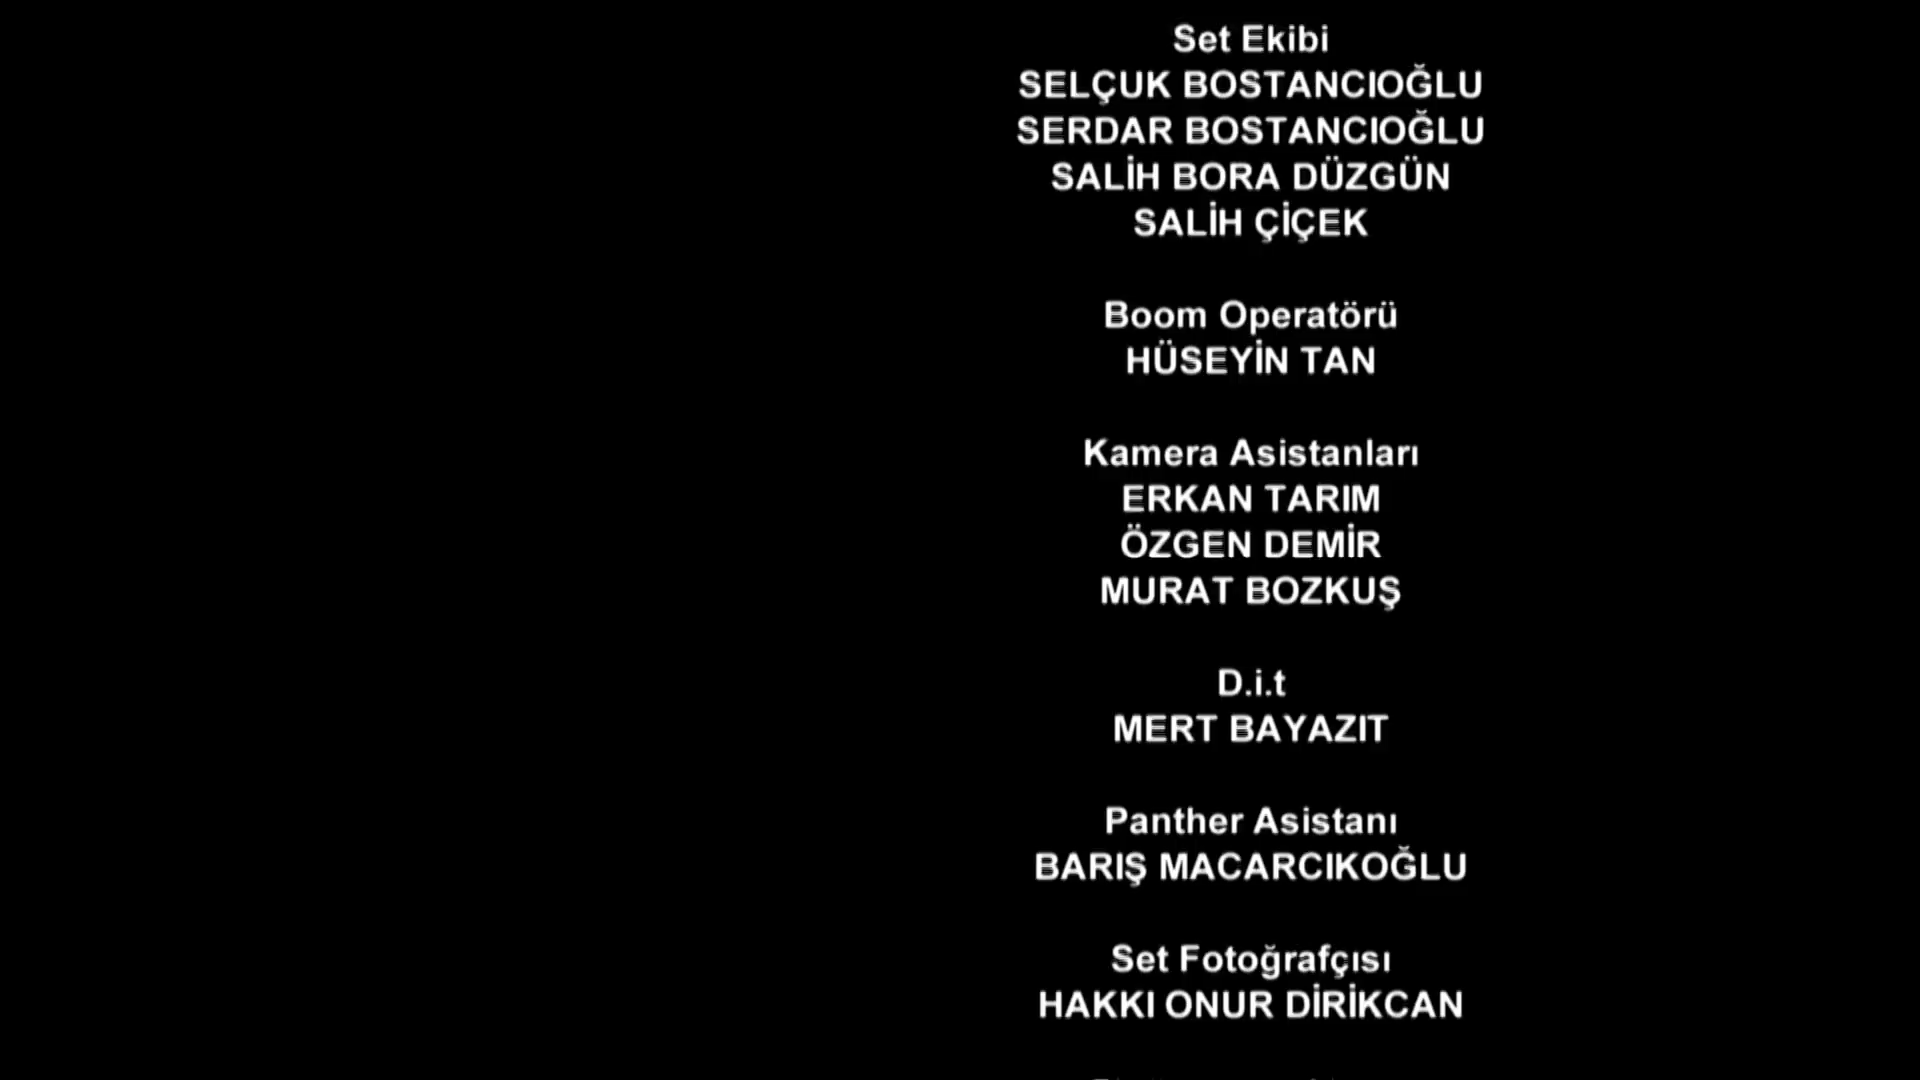 Set Ekibi
SELÇUK BOSTANCIOĞLU
SERDAR BOSTANCIOĞLU
SALİH BORA DÜZGÜN
SALİH ÇİÇEK
Boom Operatörü
HÜSEYİN TAN
Kamera Asistanları
ERKAN TARIM
ÖZGEN DEMİR
MURAT BOZKUŞ
D.i.t
MERT BAYAZIT
Panther Asistanı
BARIŞ MACARCIKOĞLU
Set Fotoğrafçısı
HAKKI ONUR DİRİKCAN